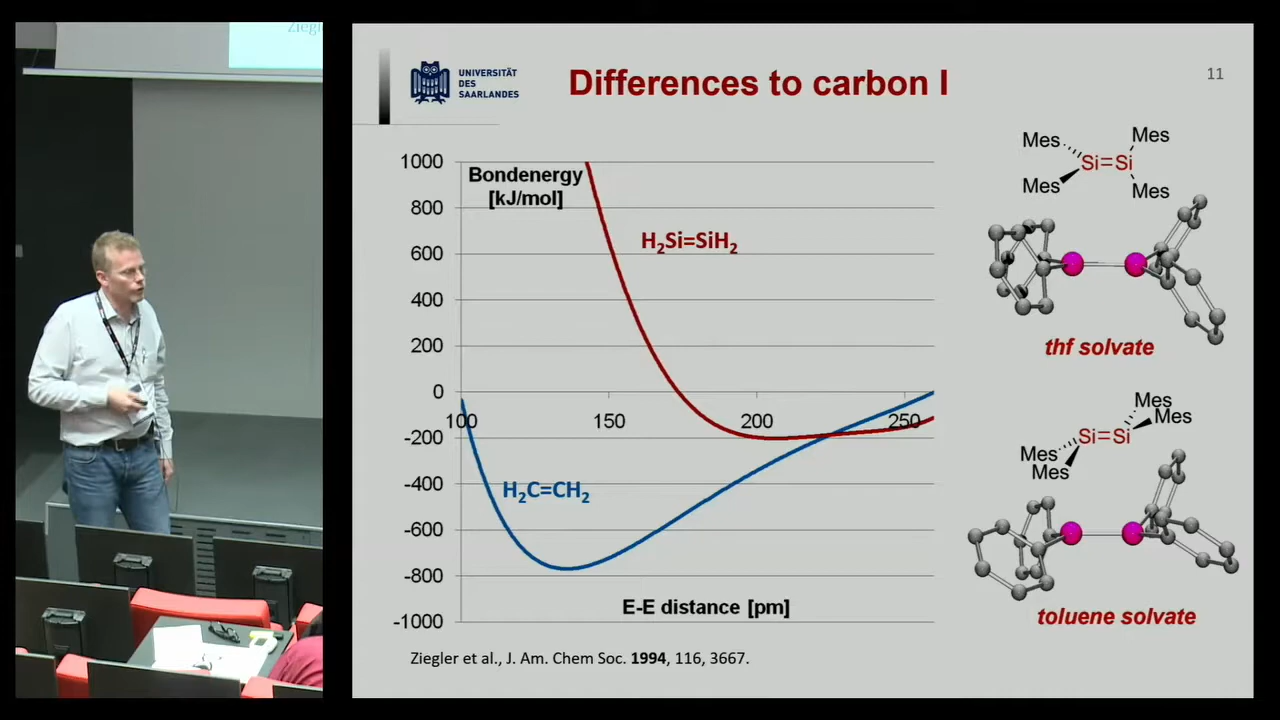 Ziegl
UNIVERSITÄT
DES
SAARLANDES
Differences to carbon I
11
Bondenergy
[kJ/mol]
1000
800
600
400
200
0
-200
-400
-600
-800
-1000
100
150
200
250
H₂Si=SiH₂
H₂C=CH₂
E-E distance [pm]
Ziegler et al., J. Am. Chem Soc. 1994, 116, 3667.
Mes
Mes
Si=Si
Mes
Mes
thf solvate
Mes
Mes
Si=Si
Mes
Mes
toluene solvate